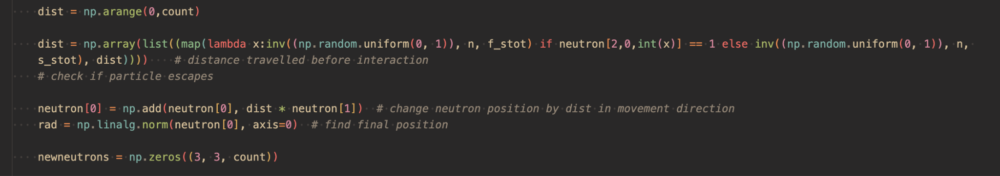 dist = np.arange(0,count)
dist = np.array(list((map(lambda x:inv((np.random.uniform(0, 1)), n, f_stot) if neutron[2,0,int(x)] == 1 else inv((np.random.uniform(0, 1)), n,
s_stot), dist))))    # distance travelled before interaction
# check if particle escapes
neutron[0] = np.add(neutron[0], dist * neutron[1])  # change neutron position by dist in movement direction
rad = np.linalg.norm(neutron[0], axis=0)  # find final position
newneutrons = np.zeros((3, 3, count))